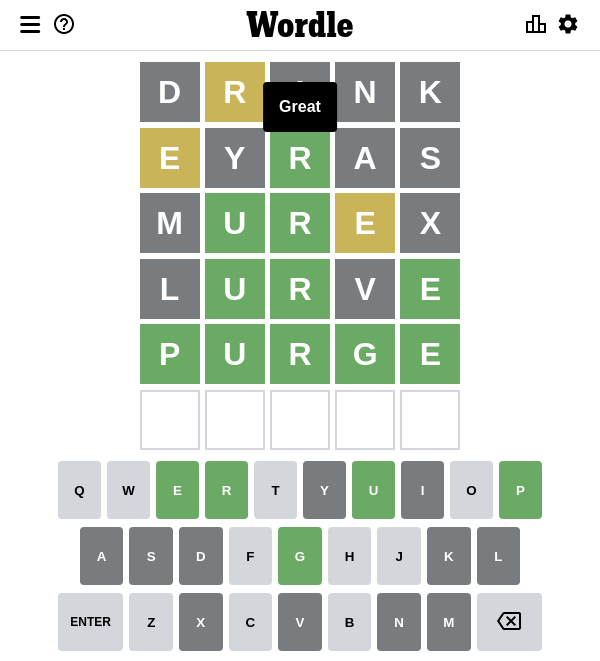 Wordle
D R I N K
Great
E Y R A S
M U R E X
L U R V E
P U R G E
Q W E R T Y U I O P
A S D F G H J K L
ENTER Z X C V B N M